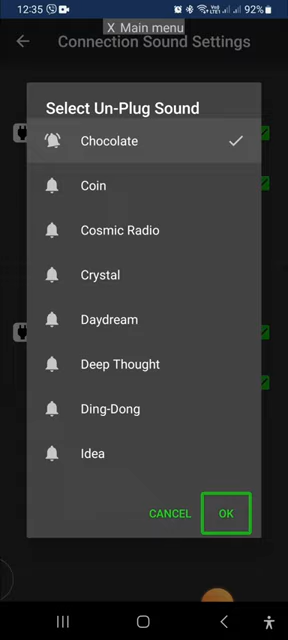 12:35
92%
X Main menu
Connection Sound Settings
Select Un-Plug Sound
Chocolate
Coin
Cosmic Radio
Crystal
Daydream
Deep Thought
Ding-Dong
Idea
CANCEL OK